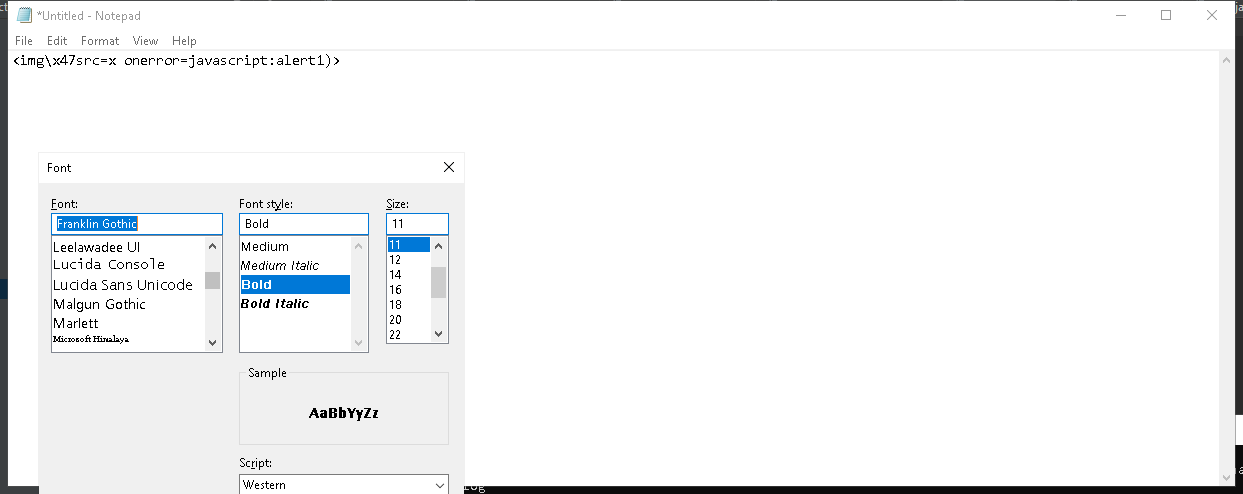 *Untitled - Notepad
File Edit Format View Help
<img\x47src=x onerror=javascript:alert1)>
Font
Font: Font style: Size:
Franklin Gothic Bold 11
Leelawadee UI Medium 11
Lucida Console Medium Italic 12
Lucida Sans Unicode Bold 14
Malgun Gothic Bold Italic 16
Marlett 18
Microsoft Himalaya 20
22
Sample
AaBbYyZz
Script:
Western